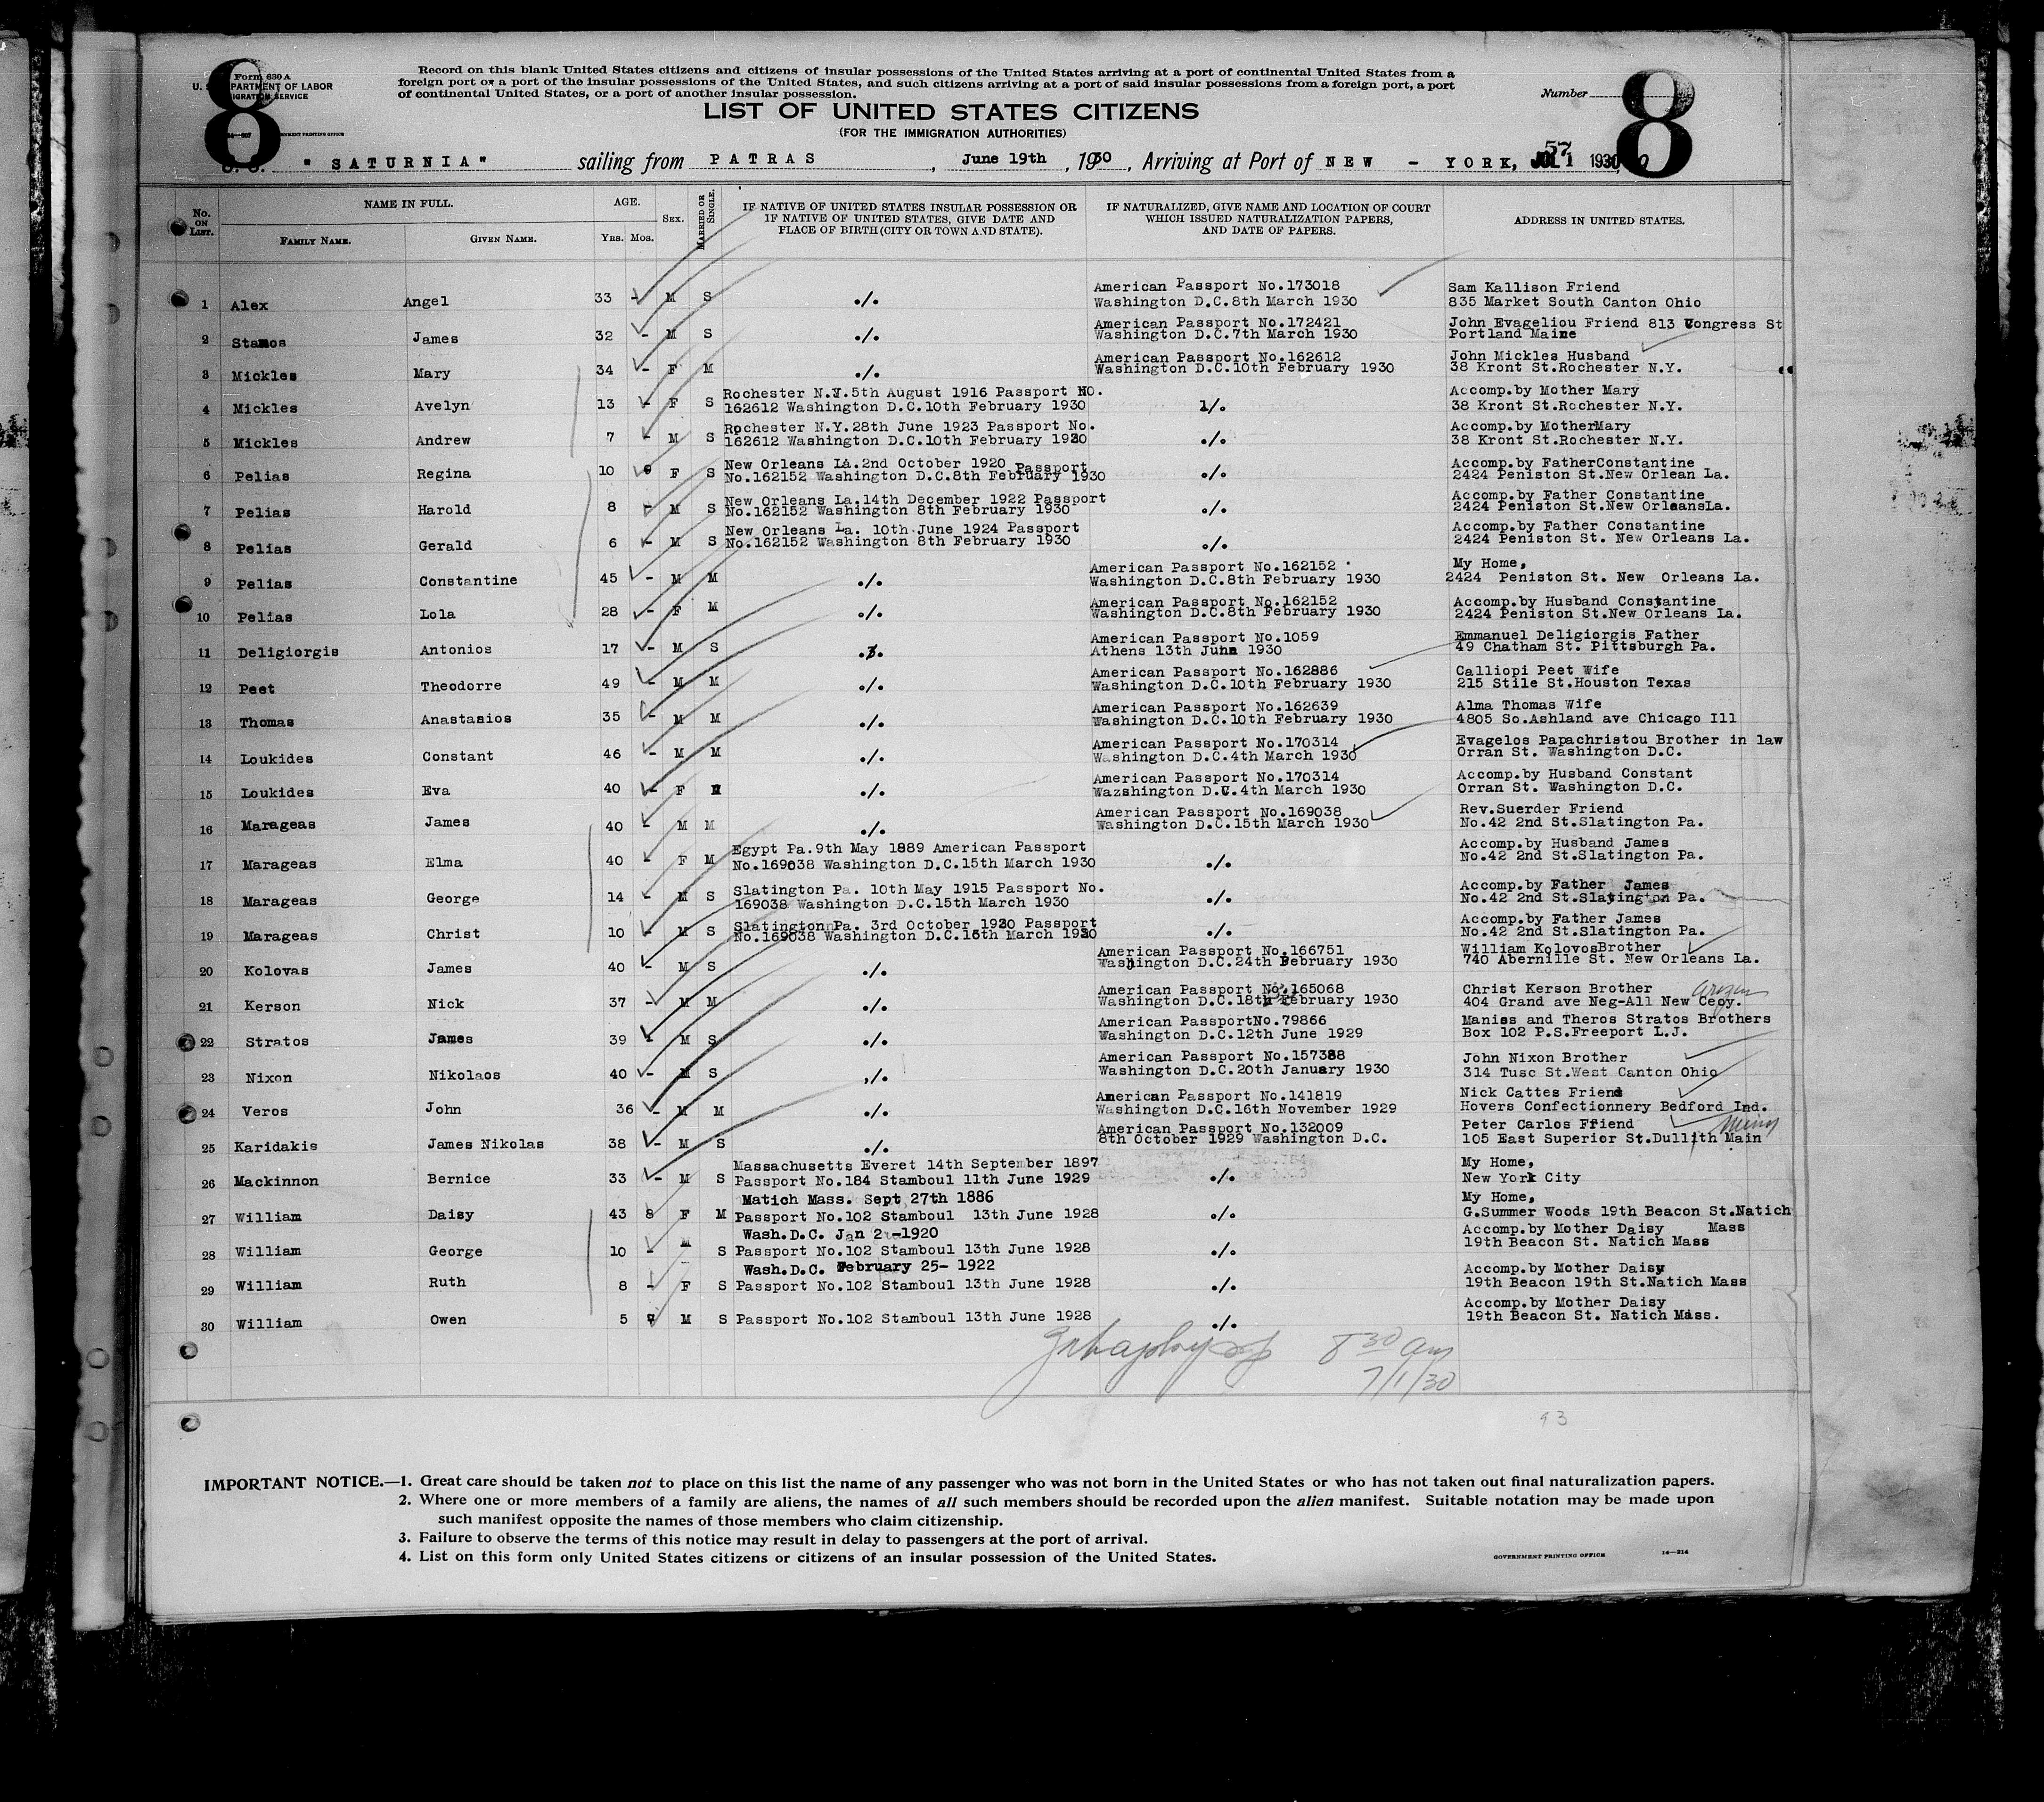 8
Form 630 A
U. S. DEPARTMENT OF LABOR
IMMIGRATION SERVICE
Record on this blank United States citizens and citizens of insular possessions of the United States arriving at a port of continental United States from a
foreign port or a port of the insular possessions of the United States, and such citizens arriving at a port of said insular possessions from a foreign port, a port
of continental United States, or a port of another insular possession.
Number
8
LIST OF UNITED STATES CITIZENS
(FOR THE IMMIGRATION AUTHORITIES)
S. S. "SATURNIA" sailing from PATRAS, June 19th, 1930, Arriving at Port of NEW - YORK, JUL 1 1930
57
No. ON LIST. NAME IN FULL. FAMILY NAME. GIVEN NAME. AGE. YRS. MOS. SEX. MARRIED OR SINGLE. IF NATIVE OF UNITED STATES INSULAR POSSESSION OR IF NATIVE OF UNITED STATES, GIVE DATE AND PLACE OF BIRTH (CITY OR TOWN AND STATE). IF NATURALIZED, GIVE NAME AND LOCATION OF COURT WHICH ISSUED NATURALIZATION PAPERS, AND DATE OF PAPERS. ADDRESS IN UNITED STATES.
1 Alex Angel 33 - M S ./. American Passport No.173018 Washington D.C.8th March 1930 Sam Kallison Friend 835 Market South Canton Ohio
2 Stamos James 32 - M S ./. American Passport No.172421 Washington D.C.7th March 1930 John Evageliou Friend 813 Congress St Portland Maine
3 Mickles Mary 34 - F M ./. American Passport No.162612 Washington D.C.10th February 1930 John Mickles Husband 38 Kront St.Rochester N.Y.
4 Mickles Avelyn 13 - F S Rochester N.Y.5th August 1916 Passport NO. 162612 Washington D.C.10th February 1930 1/. Accomp.by Mother Mary 38 Kront St.Rochester N.Y.
5 Mickles Andrew 7 - M S Rochester N.Y.28th June 1923 Passport No. 162612 Washington D.C.10th February 1930 ./. Accomp.by MotherMary 38 Kront St.Rochester N.Y.
6 Pelias Regina 10 9 F S New Orleans LA.2nd October 1920 Passport No.162152 Washington D.C.8th February 1930 ./. Accomp.by FatherConstantine 2424 Peniston St.New Orlean La.
7 Pelias Harold 8 - M S New Orleans La.14th December 1922 Passport No.162152 Washington 8th February 1930 ./. Accomp.by Father Constantine 2424 Peniston St.New OrleansLa.
8 Pelias Gerald 6 - M S New Orleans La. 10th June 1924 Passport No.162152 Washington 8th February 1930 ./. Accomp.by Father Constantine 2424 Peniston St. New Orleans La.
9 Pelias Constantine 45 - M M ./. American Passport No.162152 Washington D.C.8th February 1930 My Home, 2424 Peniston St. New Orleans La.
10 Pelias Lola 28 - F M ./. American Passport No.162152 Washington D.C.8th February 1930 Accomp.by Husband Constantine 2424 Peniston St.New Orleans La.
11 Deligiorgis Antonios 17 - M S ./. American Passport No.1059 Athens 13th June 1930 Emmanuel Deligiorgis Father 49 Chatham St. Pittsburgh Pa.
12 Peet Theodorre 49 - M M ./. American Passport No.162886 Washington D.C.10th February 1930 Calliopi Peet Wife 215 Stile St.Houston Texas
13 Thomas Anastasios 35 - M M ./. American Passport No.162639 Washington D.C.10th February 1930 Alma Thomas Wife 4805 So.Ashland ave Chicago Ill
14 Loukides Constant 46 - M M ./. American Passport No.170314 Washington D.C.4th March 1930 Evagelos Papachristou Brother in law Orran St. Washington D.C.
15 Loukides Eva 40 - F M ./. American Passport No.170314 Wazshington D.C.4th March 1930 Accomp.by Husband Constant Orran St. Washington D.C.
16 Marageas James 40 - M M ./. American Passport No.169038 Washington D.C.15th March 1930 Rev.Suerder Friend No.42 2nd St.Slatington Pa.
17 Marageas Elma 40 - F M Egypt Pa.9th May 1889 American Passport No.169038 Washington D.C.15th March 1930 ./. Accomp.by Husband James No.42 2nd St.Slatington Pa.
18 Marageas George 14 - M S Slatington Pa. 10th May 1915 Passport No. 169038 Washington D.C.15th March 1930 ./. Accomp.by Father James No.42 2nd St.Slatington Pa.
19 Marageas Christ 10 - M S Slatington Pa. 3rd October 1920 Passport No.169038 Washington D.C.15th March 1930 ./. Accomp.by Father James No.42 2nd St.Slatington Pa.
20 Kolovas James 40 - M S ./. American Passport No.166751 Washington D.C.24th February 1930 William KolovosBrother 740 Abernille St. New Orleans La.
21 Kerson Nick 37 - M M ./. American Passport No.165068 Washington D.C.18th February 1930 Christ Kerson Brother 404 Grand ave Neg-All New Ceoy.
22 Stratos James 39 - M S ./. American PassportNo.79866 Washington D.C.12th June 1929 Maniss and Theros Stratos Brothers Box 102 P.S.Freeport L.J.
23 Nixon Nikolaos 40 - M S ./. American Passport No.157388 Washington D.C.20th January 1930 John Nixon Brother 314 Tusc St.West Canton Ohio
24 Veros John 36 - M M ./. American Passport No.141819 Washington D.C.16th November 1929 Nick Cattes Friend Hovers Confectionnery Bedford Ind.
25 Karidakis James Nikolas 38 - M S ./. American Passport No.132009 8th October 1929 Washington D.C. Peter Carlos Ffiend 105 East Superior St.Dullith Main
26 Mackinnon Bernice 33 - M S Massachusetts Everet 14th September 1897 Passport No.184 Stamboul 11th June 1929 ./. My Home, New York City
27 William Daisy 43 8 F M Matich Mass. Sept 27th 1886 Passport No.102 Stamboul 13th June 1928 ./. My Home, G.Summer Woods 19th Beacon St.Natich Mass
28 William George 10 - M S Wash.D.C. Jan 2 -1920 Passport No.102 Stamboul 13th June 1928 ./. Accomp.by Mother Daisy 19th Beacon St. Natich Mass
29 William Ruth 8 - F S Wash.D.C. February 25- 1922 Passport No.102 Stamboul 13th June 1928 ./. Accomp.by Mother Daisy 19th Beacon 19th St.Natich Mass
30 William Owen 5 M S Passport No.102 Stamboul 13th June 1928 ./. Accomp.by Mother Daisy 19th Beacon St. Natich Mass.
8 30 am
7/1/30
93
IMPORTANT NOTICE.—1. Great care should be taken not to place on this list the name of any passenger who was not born in the United States or who has not taken out final naturalization papers.
2. Where one or more members of a family are aliens, the names of all such members should be recorded upon the alien manifest. Suitable notation may be made upon
such manifest opposite the names of those members who claim citizenship.
3. Failure to observe the terms of this notice may result in delay to passengers at the port of arrival.
4. List on this form only United States citizens or citizens of an insular possession of the United States.
GOVERNMENT PRINTING OFFICE 14—214